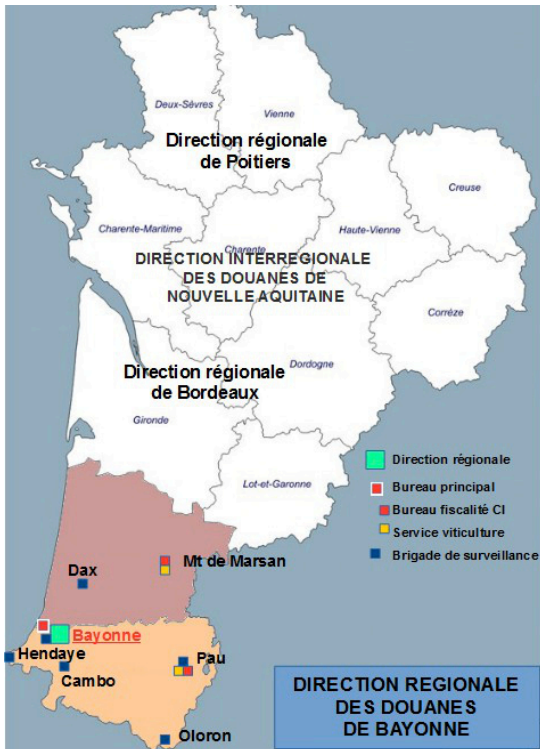 Deux-Sèvres
Vienne
Direction régionale
de Poitiers
Creuse
Charente-Maritime
Charente
Haute-Vienne
DIRECTION INTERREGIONALE
DES DOUANES DE
NOUVELLE AQUITAINE
Corrèze
Dordogne
Direction régionale
de Bordeaux
Gironde
Lot-et-Garonne
Direction régionale
Bureau principal
Bureau fiscalité CI
Service viticulture
Brigade de surveillance
Mt de Marsan
Dax
Bayonne
Hendaye
Cambo
Pau
Oloron
DIRECTION REGIONALE
DES DOUANES
DE BAYONNE